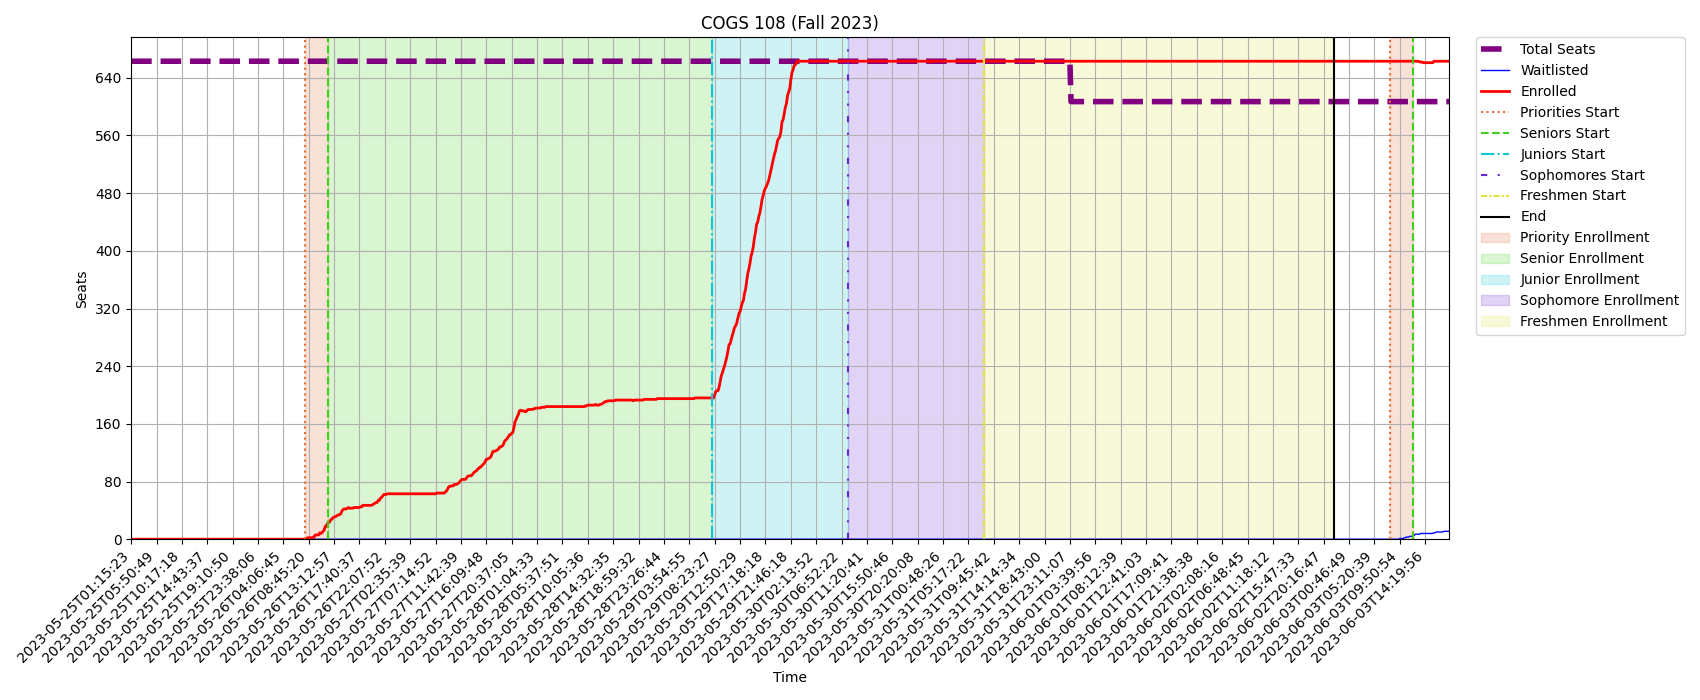 COGS 108 (Fall 2023)
Seats
640
560
480
400
320
240
160
80
0
2023-05-25T01:15:23
2023-05-25T05:50:49
2023-05-25T10:17:18
2023-05-25T14:43:37
2023-05-25T19:10:50
2023-05-25T23:38:06
2023-05-26T04:06:45
2023-05-26T08:45:20
2023-05-26T13:12:57
2023-05-26T17:40:37
2023-05-26T22:07:52
2023-05-27T02:35:39
2023-05-27T07:14:52
2023-05-27T11:42:39
2023-05-27T16:09:48
2023-05-27T20:37:05
2023-05-28T01:04:33
2023-05-28T05:37:51
2023-05-28T10:05:36
2023-05-28T14:32:35
2023-05-28T18:59:32
2023-05-28T23:26:44
2023-05-29T03:54:55
2023-05-29T08:23:27
2023-05-29T12:50:29
2023-05-29T17:18:18
2023-05-29T21:46:18
2023-05-30T02:13:52
2023-05-30T06:52:22
2023-05-30T11:20:41
2023-05-30T15:50:46
2023-05-30T20:20:08
2023-05-31T00:48:26
2023-05-31T05:17:22
2023-05-31T09:45:42
2023-05-31T14:14:34
2023-05-31T18:43:00
2023-05-31T23:11:07
2023-06-01T03:39:56
2023-06-01T08:12:39
2023-06-01T12:41:03
2023-06-01T17:09:41
2023-06-01T21:38:38
2023-06-02T02:08:16
2023-06-02T06:48:45
2023-06-02T11:18:12
2023-06-02T15:47:33
2023-06-02T20:16:47
2023-06-03T00:46:49
2023-06-03T05:20:39
2023-06-03T09:50:54
2023-06-03T14:19:56
Time
Total Seats
Waitlisted
Enrolled
Priorities Start
Seniors Start
Juniors Start
Sophomores Start
Freshmen Start
End
Priority Enrollment
Senior Enrollment
Junior Enrollment
Sophomore Enrollment
Freshmen Enrollment